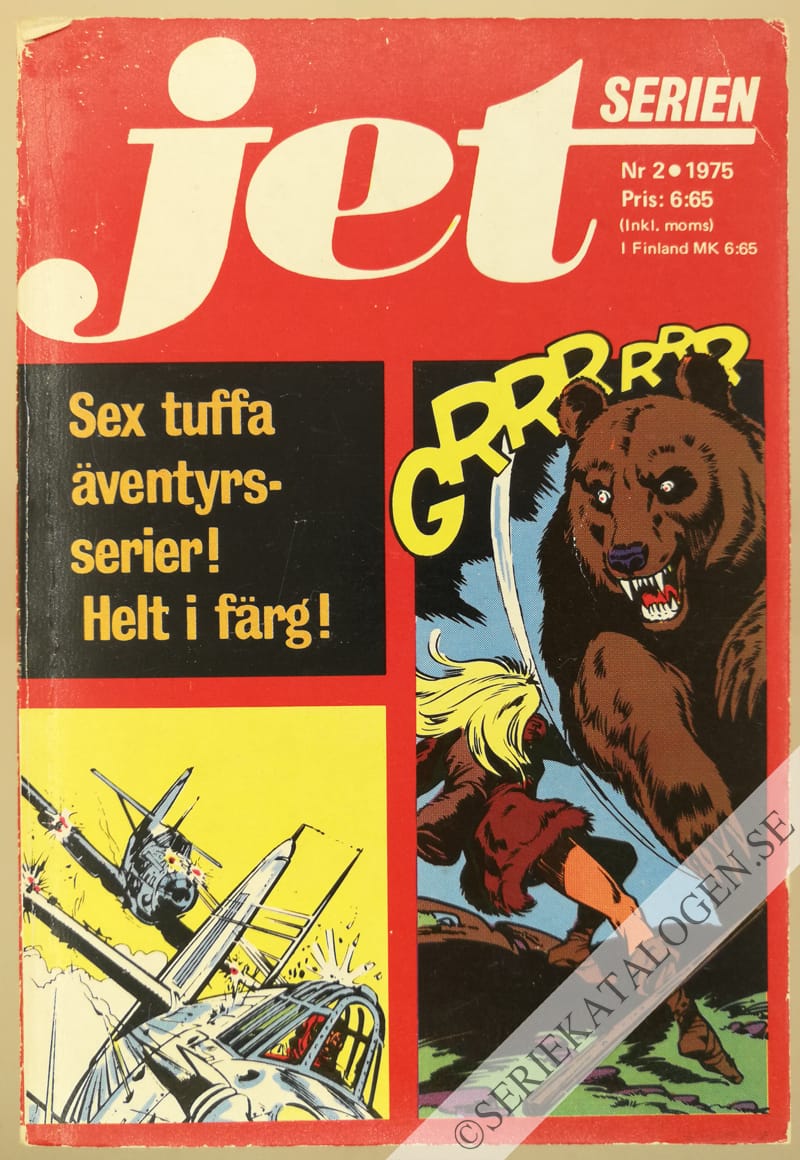 jet
SERIEN
Nr 2 • 1975
Pris: 6:65
(Inkl. moms)
I Finland MK 6:65
Sex tuffa
äventyrs-
serier!
Helt i färg!
GRRRRRR
©SERIEKATALOGEN.SE